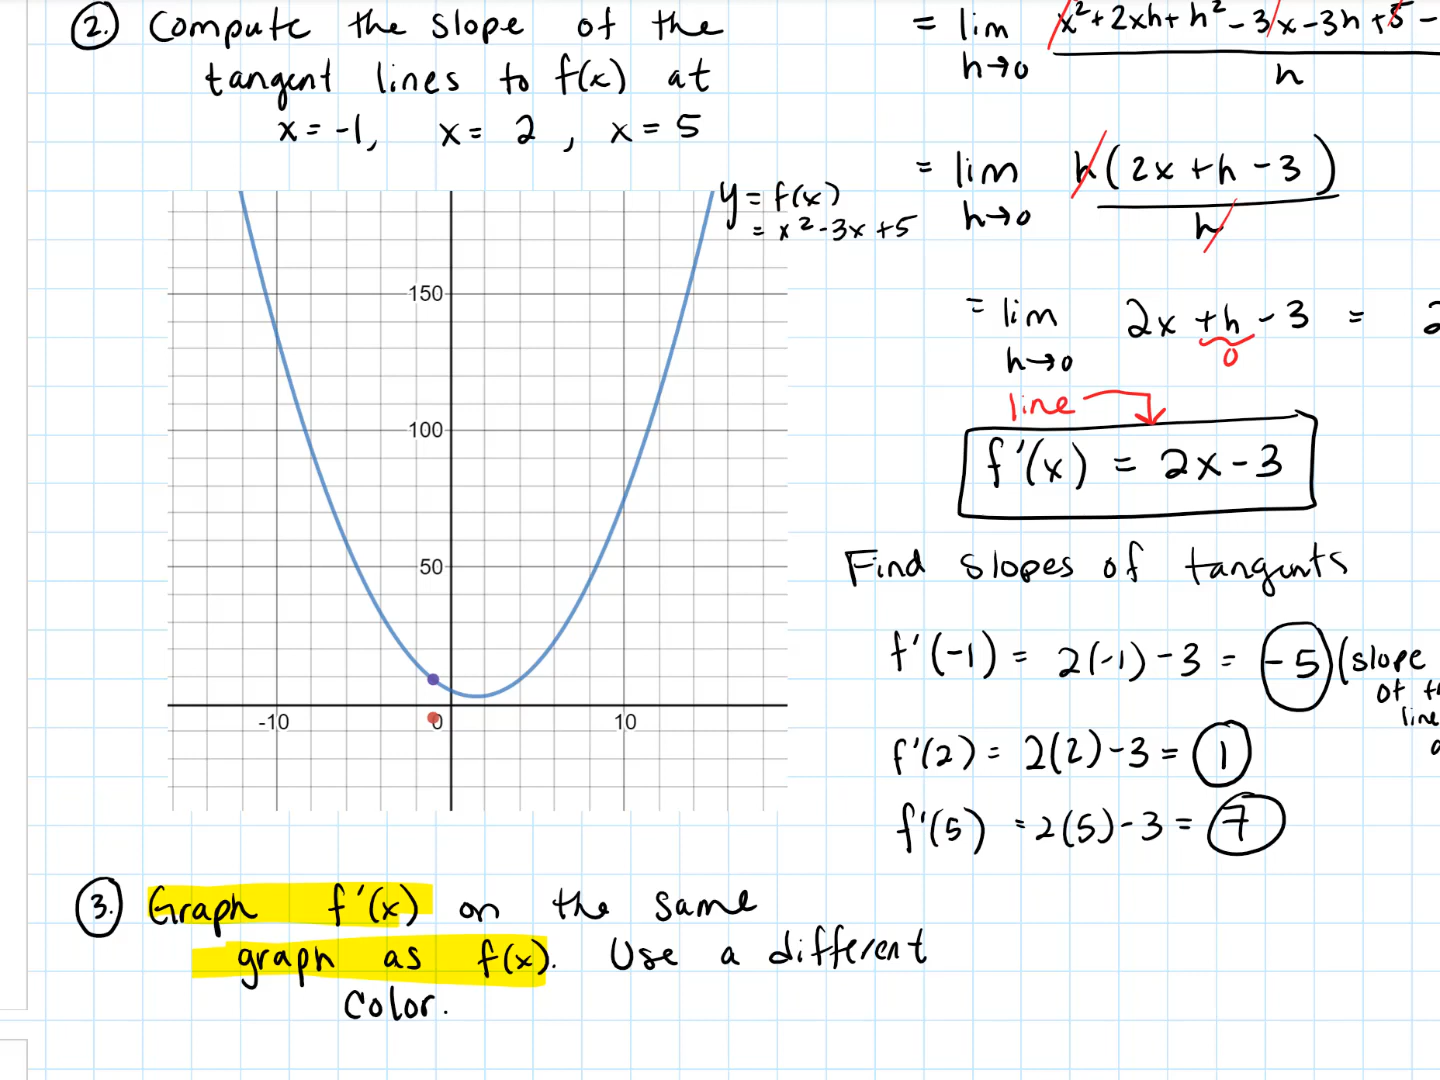 2. Compute the slope of the
tangent lines to f(x) at
x = -1, x = 2 , x = 5
y = f(x)
= x² - 3x + 5
150
100
50
-10
0
10
3. Graph f'(x) on the same
graph as f(x). Use a different
color.
= lim x² + 2xh + h² - 3x - 3h + 5 -
h→0 h
= lim h(2x + h - 3)
h→0 h
= lim 2x + h - 3 = 2
h→0 0
line
f'(x) = 2x - 3
Find slopes of tangents
f'(-1) = 2(-1) - 3 = -5 (slope
of
line
f'(2) = 2(2) - 3 = 1
f'(5) = 2(5) - 3 = 7